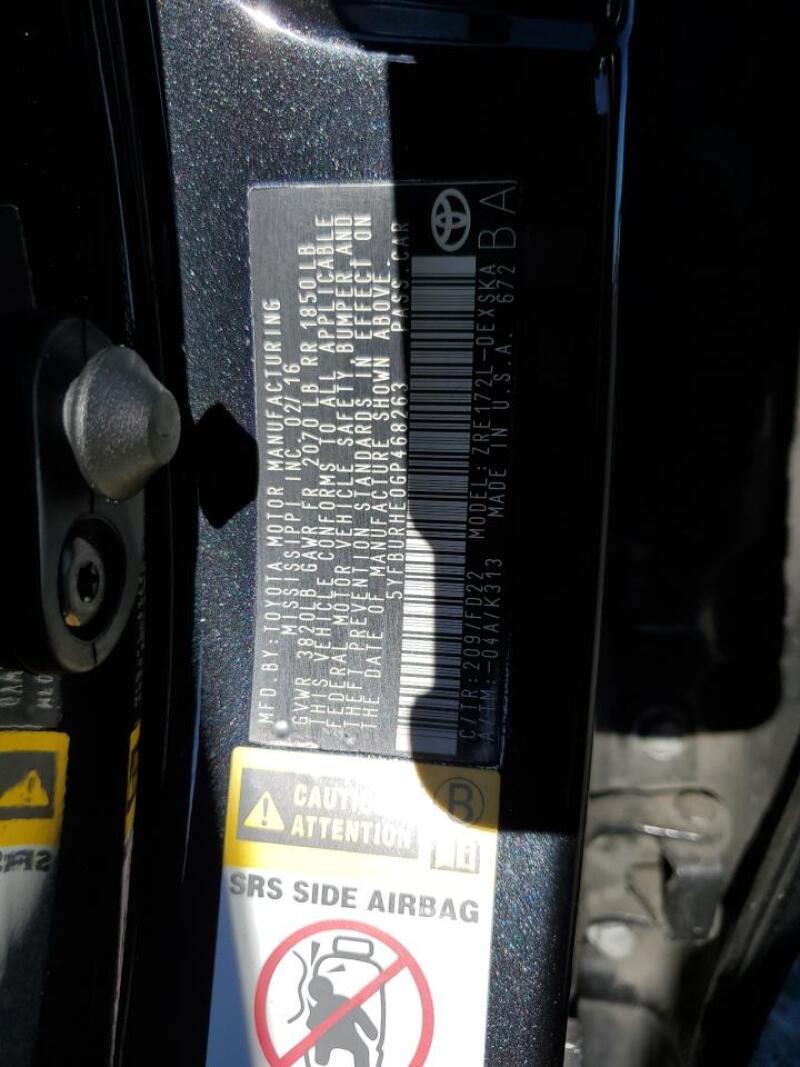 MFD.BY:TOYOTA MOTOR MANUFACTURING
MISSISSIPPI INC. 02/16
GVWR 3820LB GAWR FR 2070 LB RR 1850LB
THIS VEHICLE CONFORMS TO ALL APPLICABLE
FEDERAL MOTOR VEHICLE SAFETY, BUMPER AND
THEFT PREVENTION STANDARDS IN EFFECT ON
THE DATE OF MANUFACTURE SHOWN ABOVE.
5YFBURHE0GP468263 PASS.CAR
C/TR:209/FD22 MODEL:ZRE172L-DEXSKA
A/TM:-04A/K313 MADE IN U.S.A. 672
BA
CAUTION
ATTENTION
B
SRS SIDE AIRBAG